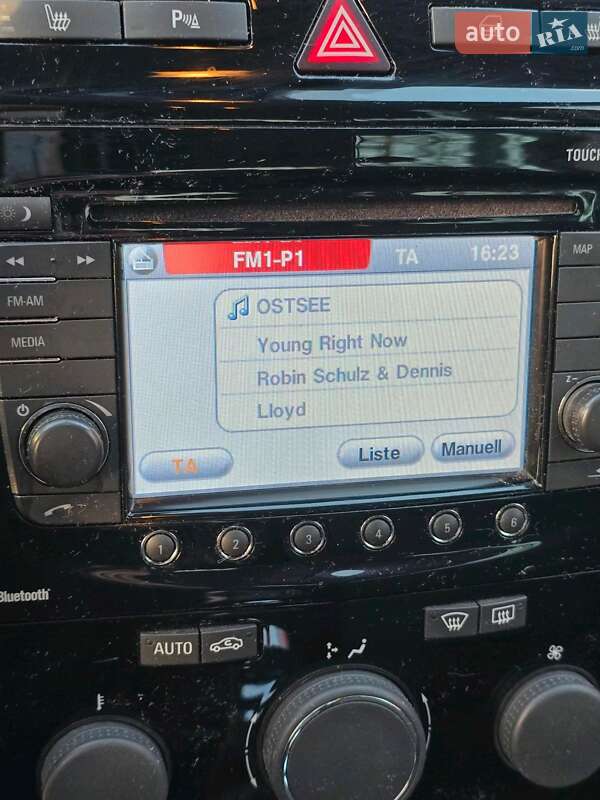 P
auto RIA
.com
TOUCH
FM1-P1 TA 16:23
MAP
FM-AM
OSTSEE
MEDIA
Young Right Now
Robin Schulz & Dennis
Lloyd
TA Liste Manuell
1 2 3 4 5 6
Bluetooth
AUTO